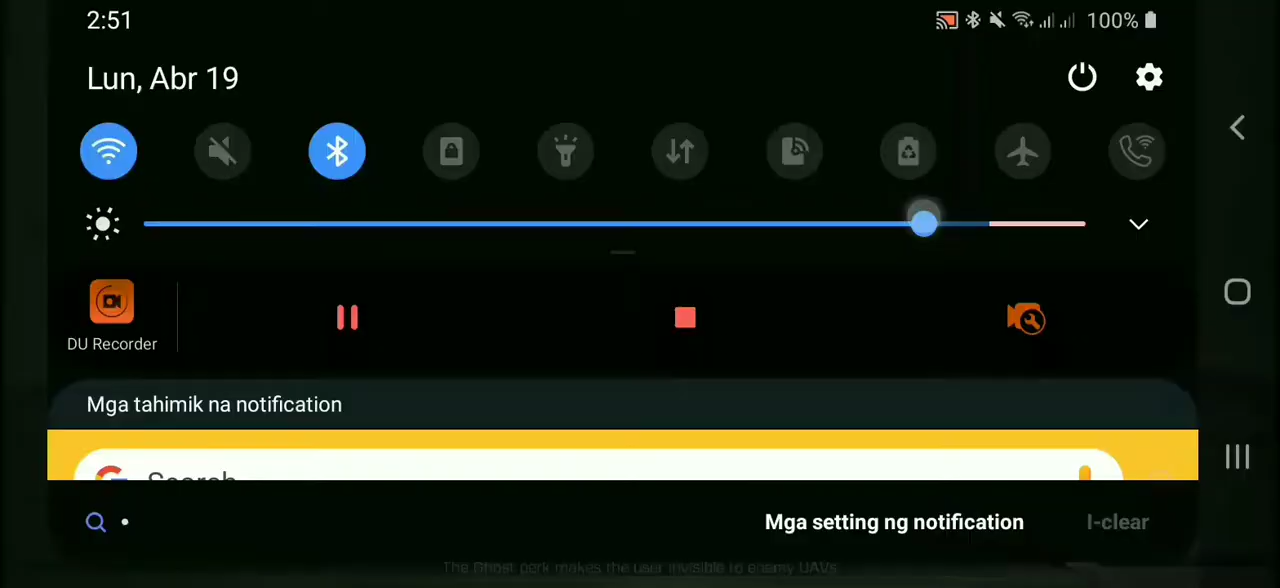 2:51
100%
Lun, Abr 19
DU Recorder
Mga tahimik na notification
Search
Mga setting ng notification
I-clear
The Ghost perk makes the user invisible to enemy UAVs